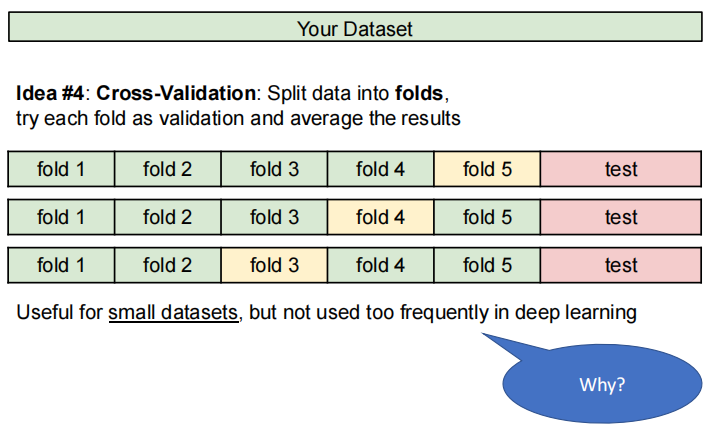 Your Dataset
Idea #4: Cross-Validation: Split data into folds,
try each fold as validation and average the results
fold 1 fold 2 fold 3 fold 4 fold 5 test
fold 1 fold 2 fold 3 fold 4 fold 5 test
fold 1 fold 2 fold 3 fold 4 fold 5 test
Useful for small datasets, but not used too frequently in deep learning
Why?